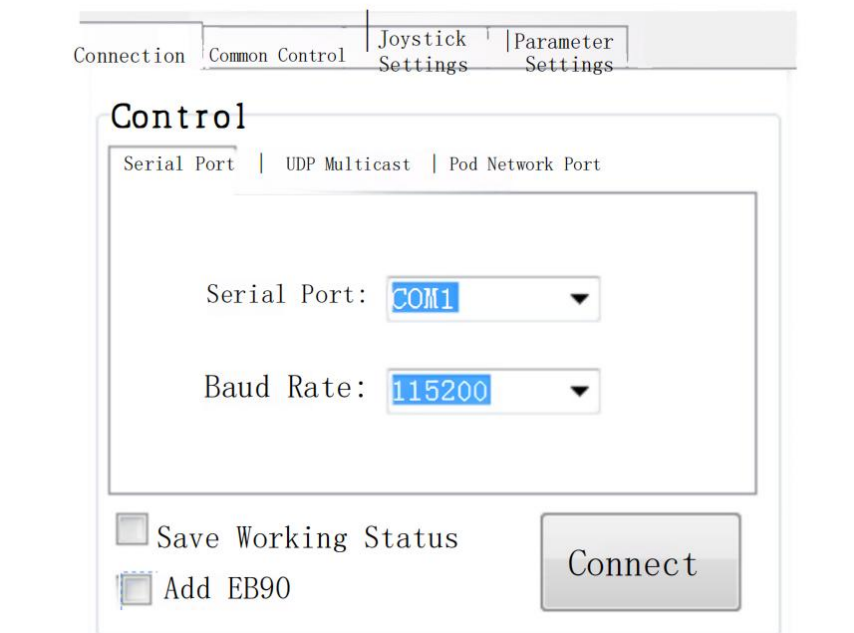 Connection Common Control Joystick Settings Parameter Settings
Control
Serial Port | UDP Multicast | Pod Network Port
Serial Port: COM1
Baud Rate: 115200
Save Working Status
Add EB90
Connect